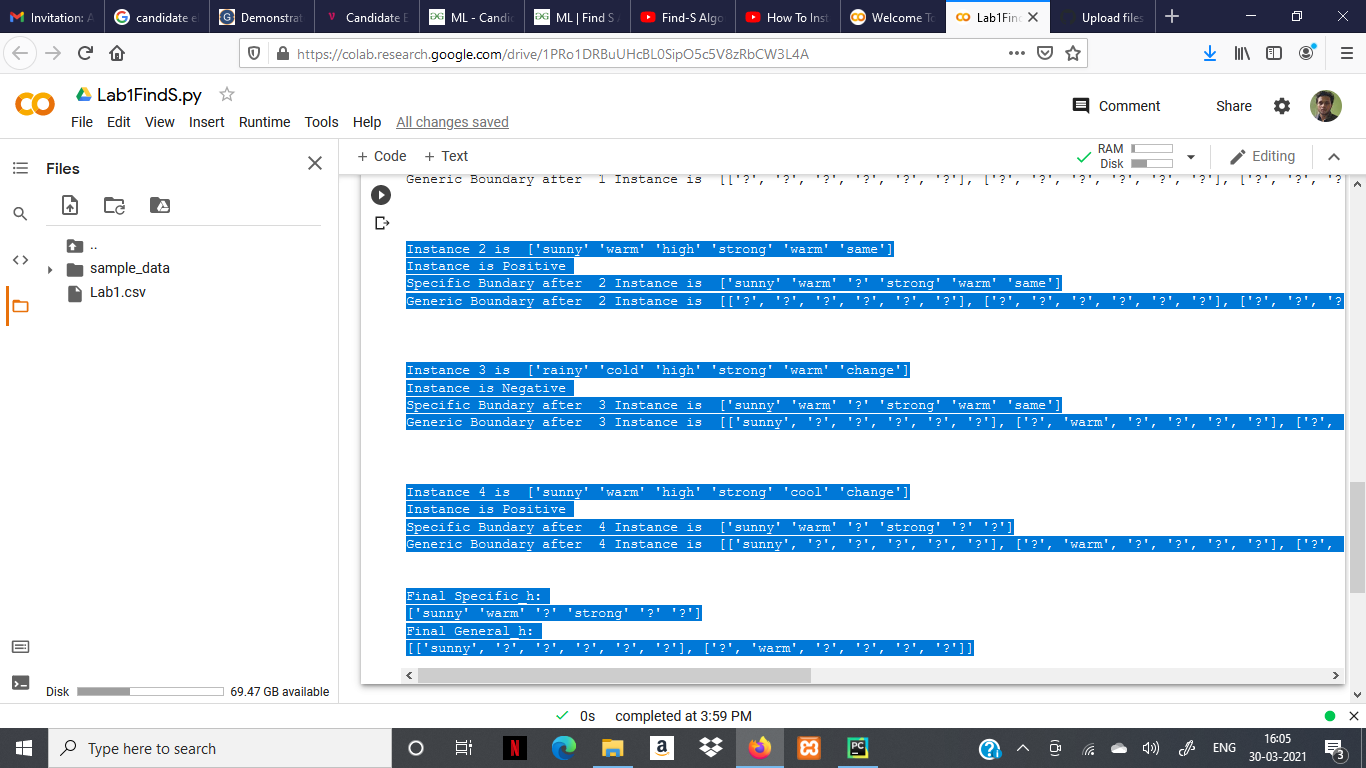 Invitation: A
candidate el
Demonstrat
Candidate E
ML - Candid
ML | Find S A
Find-S Algo
How To Inst
Welcome To
Lab1Find
Upload files
https://colab.research.google.com/drive/1PRo1DRBuUHcBL0SipO5c5V8zRbCW3L4A
Lab1FindS.py
File Edit View Insert Runtime Tools Help All changes saved
Comment Share
Files
+ Code + Text
RAM
Disk
Editing
..
sample_data
Lab1.csv
Generic Boundary after  1 Instance is  [['?', '?', '?', '?', '?', '?'], ['?', '?', '?', '?', '?', '?'], ['?', '?', '?
Instance 2 is  ['sunny' 'warm' 'high' 'strong' 'warm' 'same']
Instance is Positive
Specific Bundary after  2 Instance is  ['sunny' 'warm' '?' 'strong' 'warm' 'same']
Generic Boundary after  2 Instance is  [['?', '?', '?', '?', '?', '?'], ['?', '?', '?', '?', '?', '?'], ['?', '?', '?
Instance 3 is  ['rainy' 'cold' 'high' 'strong' 'warm' 'change']
Instance is Negative
Specific Bundary after  3 Instance is  ['sunny' 'warm' '?' 'strong' 'warm' 'same']
Generic Boundary after  3 Instance is  [['sunny', '?', '?', '?', '?', '?'], ['?', 'warm', '?', '?', '?', '?'], ['?',
Instance 4 is  ['sunny' 'warm' 'high' 'strong' 'cool' 'change']
Instance is Positive
Specific Bundary after  4 Instance is  ['sunny' 'warm' '?' 'strong' '?' '?']
Generic Boundary after  4 Instance is  [['sunny', '?', '?', '?', '?', '?'], ['?', 'warm', '?', '?', '?', '?'], ['?',
Final Specific_h:
['sunny' 'warm' '?' 'strong' '?' '?']
Final General_h:
[['sunny', '?', '?', '?', '?', '?'], ['?', 'warm', '?', '?', '?', '?']]
Disk 69.47 GB available
0s completed at 3:59 PM
Type here to search
ENG
16:05
30-03-2021
3